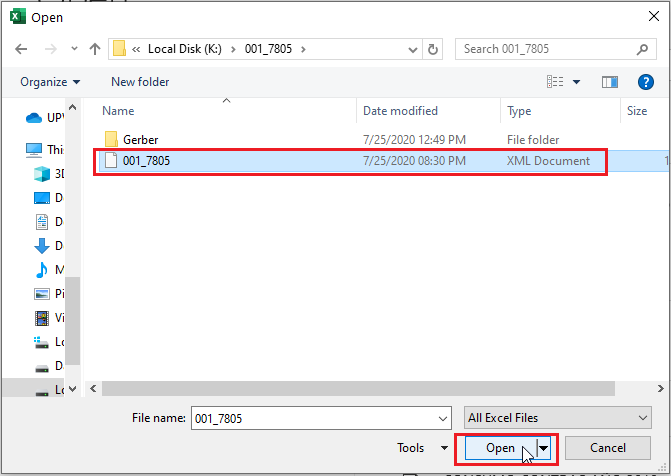 Open
« Local Disk (K:) › 001_7805 ›
Search 001_7805
Organize
New folder
Name
Date modified
Type
Size
UPV
This
3D
D
D
D
M
Pi
Vi
Lo
D
Lo
Gerber
7/25/2020 12:49 PM
File folder
001_7805
7/25/2020 08:30 PM
XML Document
1
File name:
001_7805
All Excel Files
Tools
Open
Cancel